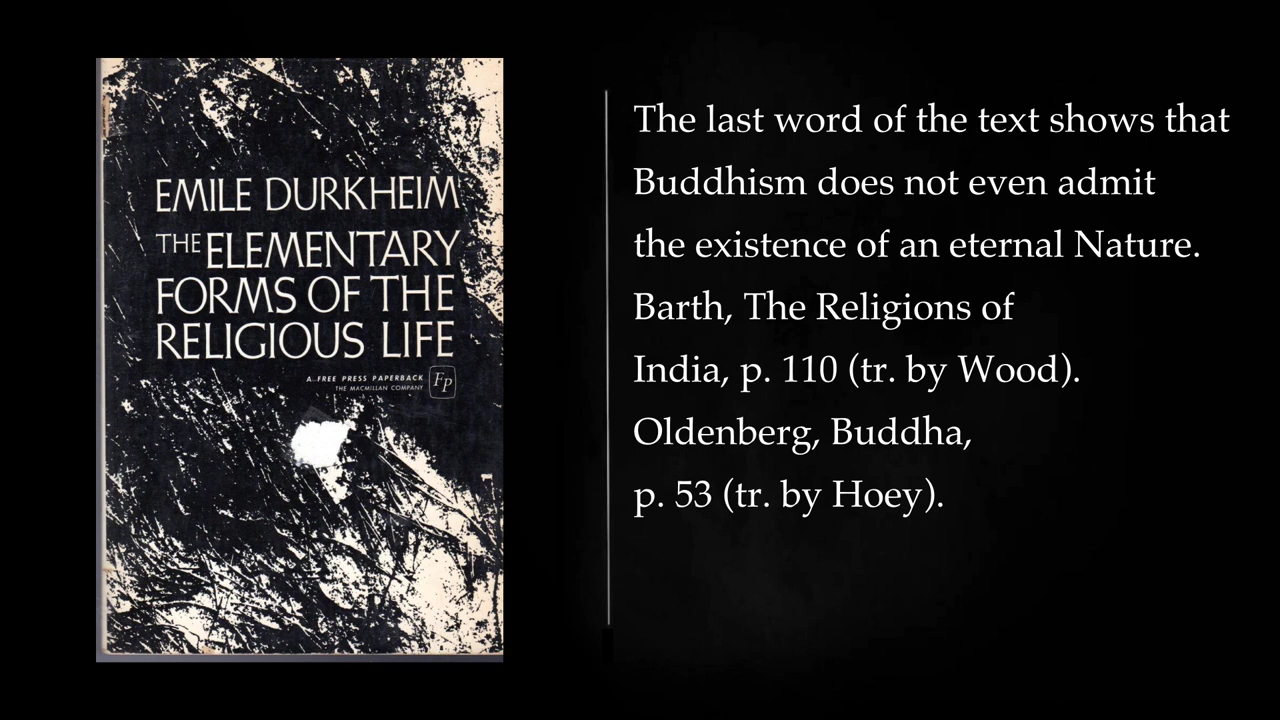 EMILE DURKHEIM
THE ELEMENTARY
FORMS OF THE
RELIGIOUS LIFE
A FREE PRESS PAPERBACK
THE MACMILLAN COMPANY
Fp
The last word of the text shows that
Buddhism does not even admit
the existence of an eternal Nature.
Barth, The Religions of
India, p. 110 (tr. by Wood).
Oldenberg, Buddha,
p. 53 (tr. by Hoey).